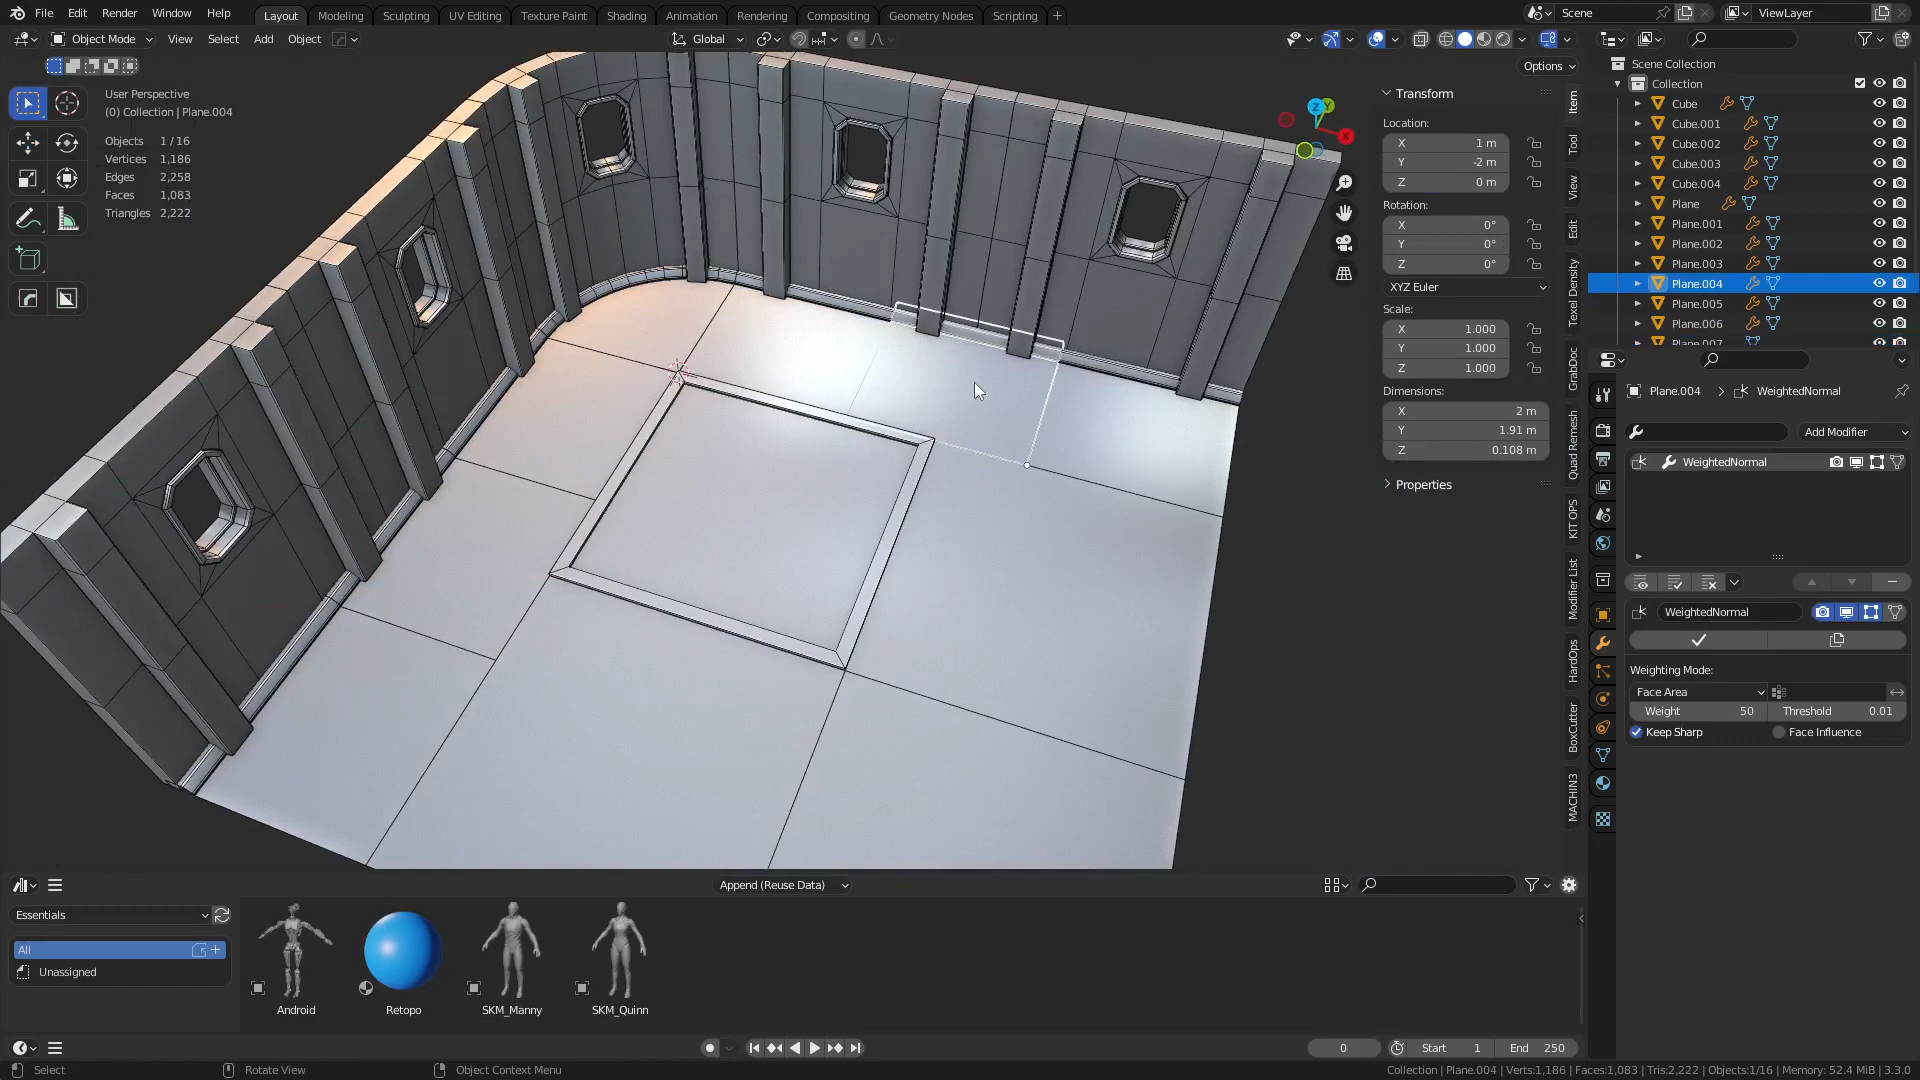 File Edit Render Window Help Layout Modeling Sculpting UV Editing Texture Paint Shading Animation Rendering Compositing Geometry Nodes Scripting + Scene ViewLayer
Object Mode View Select Add Object Global
Options
User Perspective
(0) Collection | Plane.004
Objects 1 / 16
Vertices 1,186
Edges 2,258
Faces 1,083
Triangles 2,222
Z
Y
X
Transform
Location:
X 1 m
Y -2 m
Z 0 m
Rotation:
X 0°
Y 0°
Z 0°
XYZ Euler
Scale:
X 1.000
Y 1.000
Z 1.000
Dimensions:
X 2 m
Y 1.91 m
Z 0.108 m
Properties
Item
Tool
View
Edit
Texel Density
GrabDoc
Quad Remesh
KIT OPS
Modifier List
HardOps
BoxCutter
MACHIN3
Scene Collection
Collection
Cube
Cube.001
Cube.002
Cube.003
Cube.004
Plane
Plane.001
Plane.002
Plane.003
Plane.004
Plane.005
Plane.006
Plane.007
Plane.004 WeightedNormal
Add Modifier
WeightedNormal
WeightedNormal
Weighting Mode:
Face Area
Weight 50 Threshold 0.01
Keep Sharp Face Influence
Append (Reuse Data)
Essentials
All
Unassigned
Android Retopo SKM_Manny SKM_Quinn
0 Start 1 End 250
Select Rotate View Object Context Menu Collection | Plane.004 | Verts:1,186 | Faces:1,083 | Tris:2,222 | Objects:1/16 | Memory: 52.4 MiB | 3.3.0